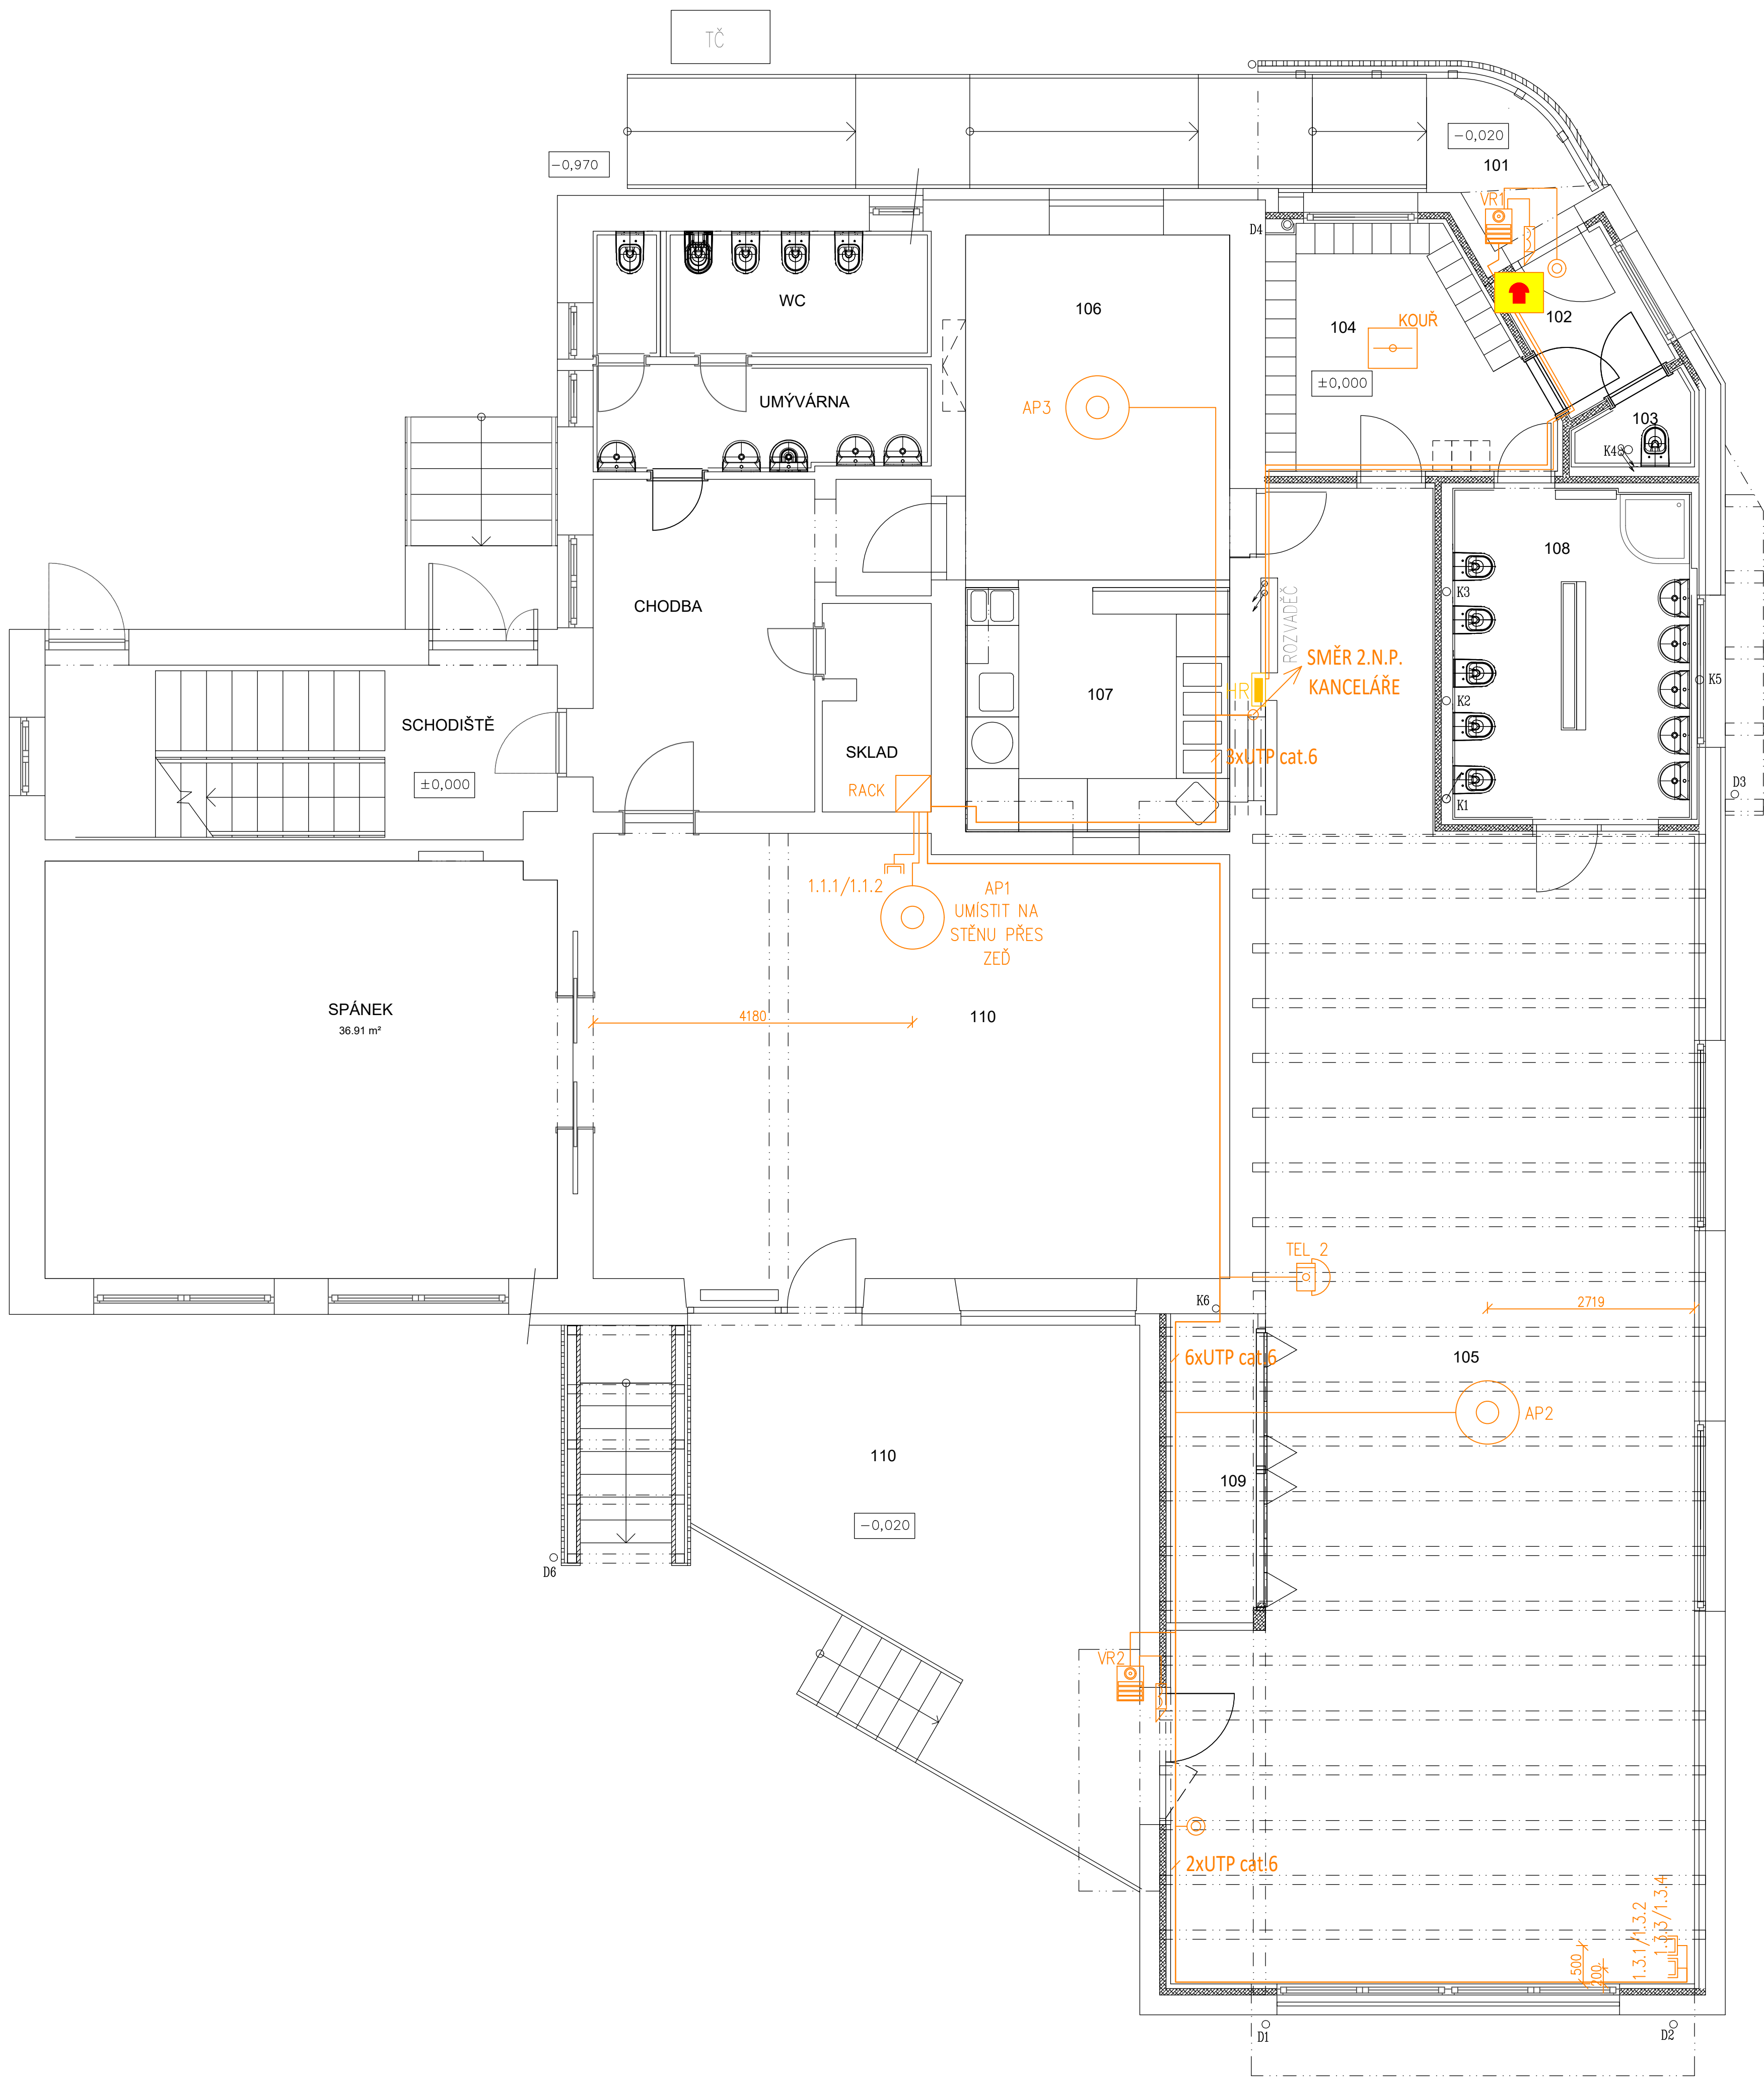 TČ
-0,020
-0,970
101
VR1
D4
WC
106
102
104
KOUŘ
±0,000
UMÝVÁRNA
AP3
103
K4
108
K3
CHODBA
ROZVADĚČ
SMĚR 2.N.P.
KANCELÁŘE
107
HR
K2
K5
SCHODIŠTĚ
SKLAD
3xUTP cat.6
±0,000
RACK
D3
K1
1.1.1/1.1.2
AP1
UMÍSTIT NA
STĚNU PŘES
ZEĎ
SPÁNEK
36.91 m²
4180
110
TEL 2
K6
2719
6xUTP cat.6
105
AP2
110
109
-0,020
D6
VR2
2xUTP cat.6
1.3.1/1.3.2
1.3.3/1.3.4
500
200
D1
D2